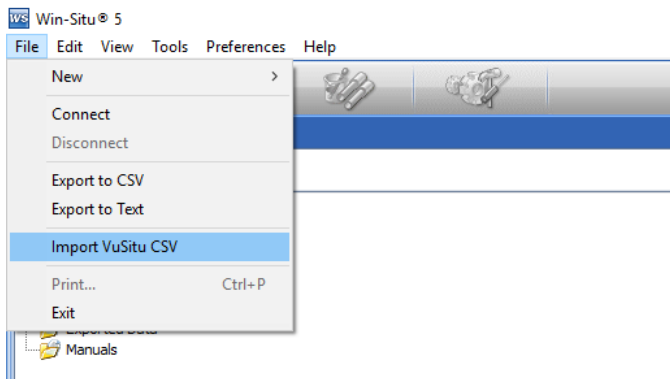 WS Win-Situ® 5
File Edit View Tools Preferences Help
New >
Connect
Disconnect
Export to CSV
Export to Text
Import VuSitu CSV
Print... Ctrl+P
Exit
Exported Data
Manuals